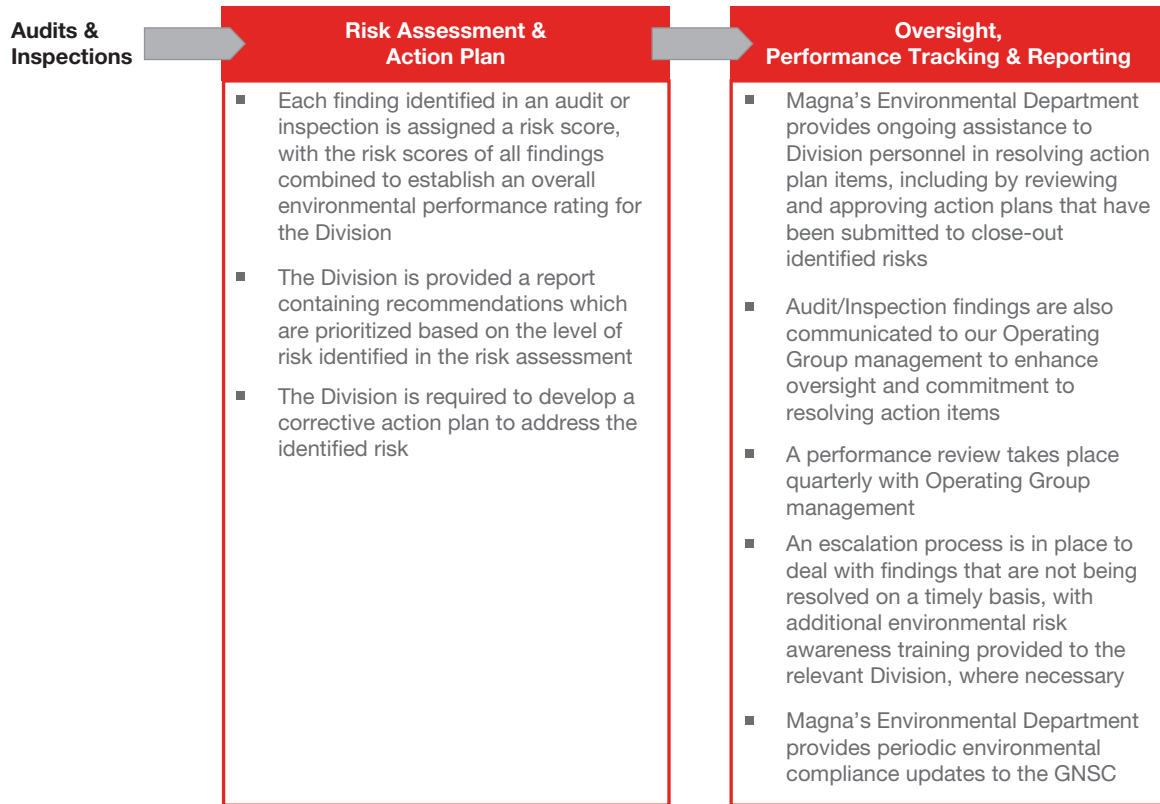 Audits &
Inspections
Risk Assessment &
Action Plan
Oversight,
Performance Tracking & Reporting
▪ Each finding identified in an audit or
inspection is assigned a risk score,
with the risk scores of all findings
combined to establish an overall
environmental performance rating for
the Division
▪ The Division is provided a report
containing recommendations which
are prioritized based on the level of
risk identified in the risk assessment
▪ The Division is required to develop a
corrective action plan to address the
identified risk
▪ Magna’s Environmental Department
provides ongoing assistance to
Division personnel in resolving action
plan items, including by reviewing
and approving action plans that have
been submitted to close-out
identified risks
▪ Audit/Inspection findings are also
communicated to our Operating
Group management to enhance
oversight and commitment to
resolving action items
▪ A performance review takes place
quarterly with Operating Group
management
▪ An escalation process is in place to
deal with findings that are not being
resolved on a timely basis, with
additional environmental risk
awareness training provided to the
relevant Division, where necessary
▪ Magna’s Environmental Department
provides periodic environmental
compliance updates to the GNSC